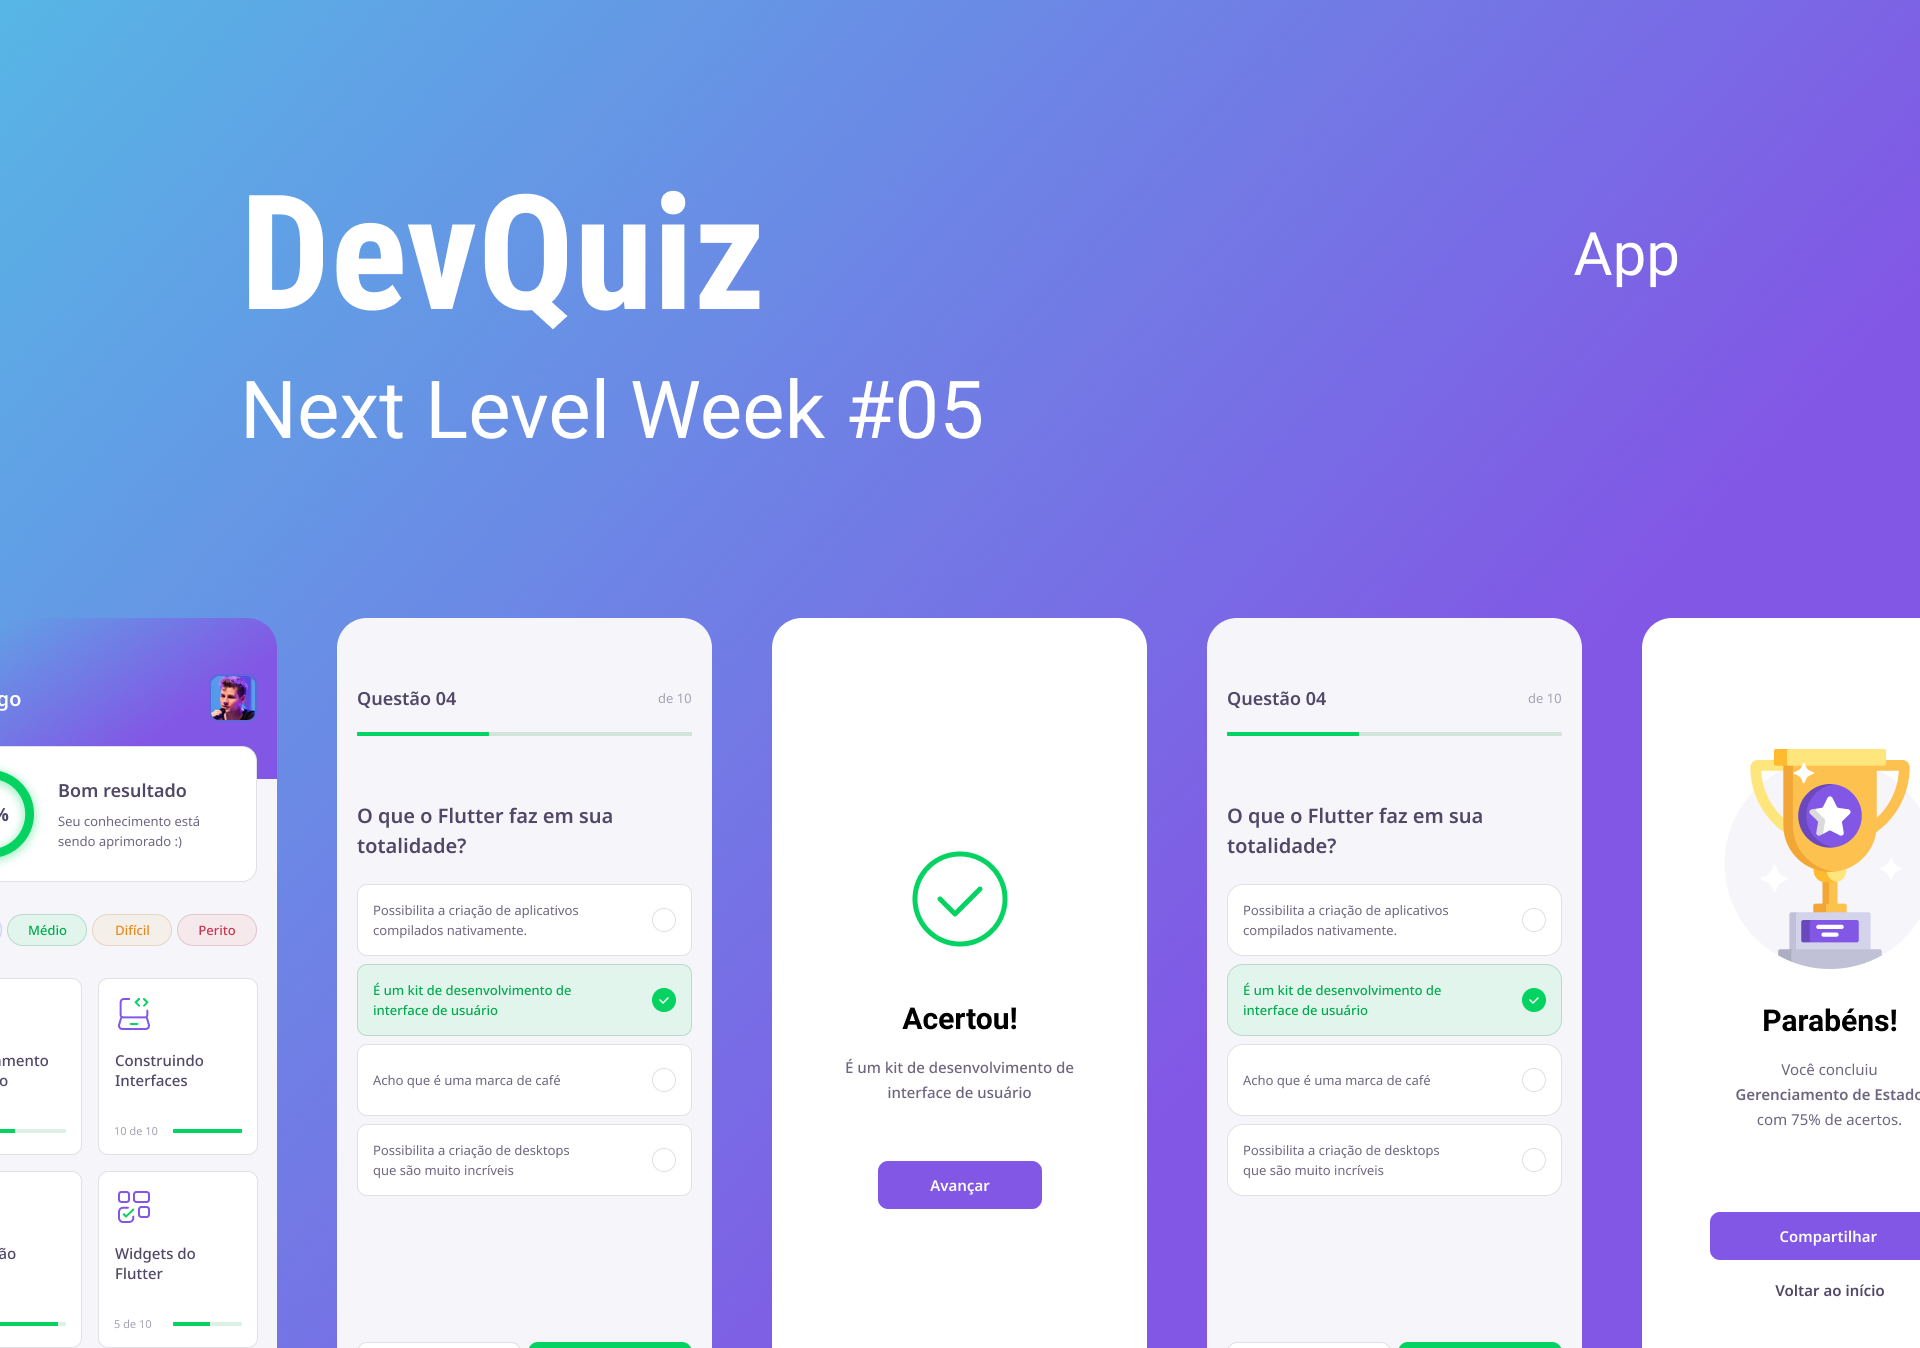 DevQuiz
App
Next Level Week #05
go
%
Bom resultado
Seu conhecimento está
sendo aprimorado :)
Médio
Difícil
Perito
amento
o
Construindo
Interfaces
10 de 10
ão
Widgets do
Flutter
5 de 10
Questão 04
de 10
O que o Flutter faz em sua
totalidade?
Possibilita a criação de aplicativos
compilados nativamente.
É um kit de desenvolvimento de
interface de usuário
Acho que é uma marca de café
Possibilita a criação de desktops
que são muito incríveis
Acertou!
É um kit de desenvolvimento de
interface de usuário
Avançar
Questão 04
de 10
O que o Flutter faz em sua
totalidade?
Possibilita a criação de aplicativos
compilados nativamente.
É um kit de desenvolvimento de
interface de usuário
Acho que é uma marca de café
Possibilita a criação de desktops
que são muito incríveis
Parabéns!
Você concluiu
Gerenciamento de Estado
com 75% de acertos.
Compartilhar
Voltar ao início